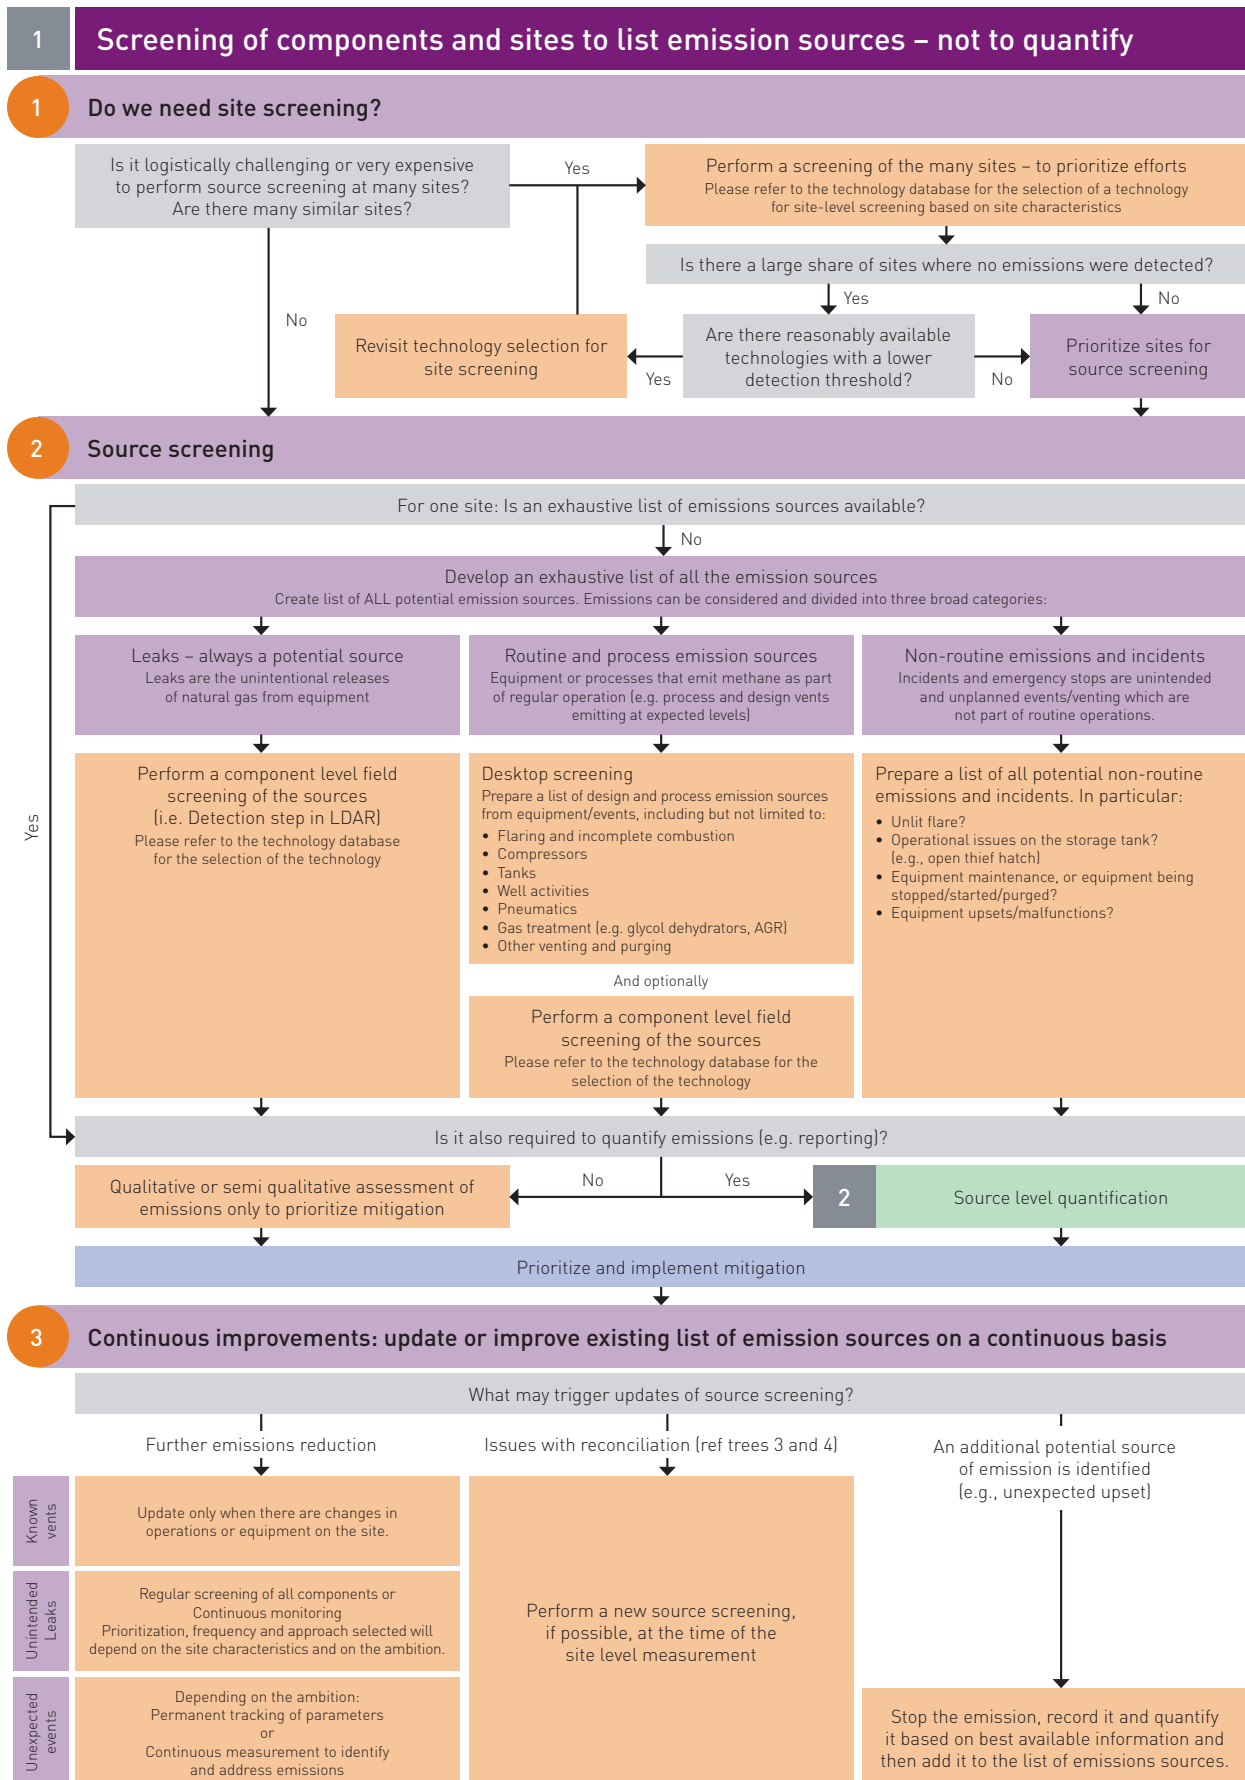 1
Screening of components and sites to list emission sources – not to quantify
1
Do we need site screening?
Is it logistically challenging or very expensive
to perform source screening at many sites?
Are there many similar sites?
Yes
Perform a screening of the many sites – to prioritize efforts
Please refer to the technology database for the selection of a technology
for site-level screening based on site characteristics
Is there a large share of sites where no emissions were detected?
Yes
No
No
Revisit technology selection for
site screening
Yes
Are there reasonably available
technologies with a lower
detection threshold?
No
Prioritize sites for
source screening
2
Source screening
For one site: Is an exhaustive list of emissions sources available?
Yes
No
Develop an exhaustive list of all the emission sources
Create list of ALL potential emission sources. Emissions can be considered and divided into three broad categories:
Leaks – always a potential source
Leaks are the unintentional releases
of natural gas from equipment
Routine and process emission sources
Equipment or processes that emit methane as part
of regular operation (e.g. process and design vents
emitting at expected levels)
Non-routine emissions and incidents
Incidents and emergency stops are unintended
and unplanned events/venting which are
not part of routine operations.
Perform a component level field
screening of the sources
(i.e. Detection step in LDAR)
Please refer to the technology database
for the selection of the technology
Desktop screening
Prepare a list of design and process emission sources
from equipment/events, including but not limited to:
• Flaring and incomplete combustion
• Compressors
• Tanks
• Well activities
• Pneumatics
• Gas treatment (e.g. glycol dehydrators, AGR)
• Other venting and purging
And optionally
Perform a component level field
screening of the sources
Please refer to the technology database for the
selection of the technology
Prepare a list of all potential non-routine
emissions and incidents. In particular:
• Unlit flare?
• Operational issues on the storage tank?
(e.g., open thief hatch)
• Equipment maintenance, or equipment being
stopped/started/purged?
• Equipment upsets/malfunctions?
Is it also required to quantify emissions (e.g. reporting)?
Qualitative or semi qualitative assessment of
emissions only to prioritize mitigation
No
Yes
2
Source level quantification
Prioritize and implement mitigation
3
Continuous improvements: update or improve existing list of emission sources on a continuous basis
What may trigger updates of source screening?
Further emissions reduction
Issues with reconciliation (ref trees 3 and 4)
An additional potential source
of emission is identified
(e.g., unexpected upset)
Known
vents
Update only when there are changes in
operations or equipment on the site.
Unintended
Leaks
Regular screening of all components or
Continuous monitoring
Prioritization, frequency and approach selected will
depend on the site characteristics and on the ambition.
Unexpected
events
Depending on the ambition:
Permanent tracking of parameters
or
Continuous measurement to identify
and address emissions
Perform a new source screening,
if possible, at the time of the
site level measurement
Stop the emission, record it and quantify
it based on best available information and
then add it to the list of emissions sources.